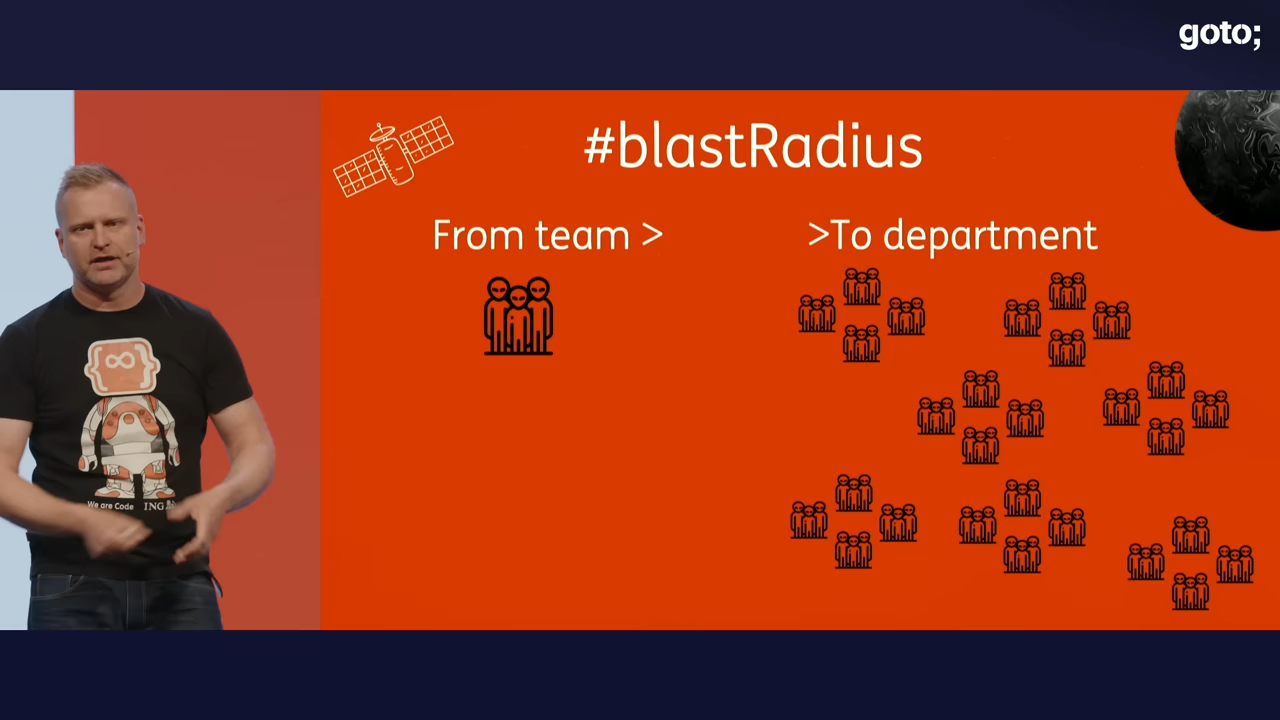 goto;
#blastRadius
From team >
>To department
We are Code ING